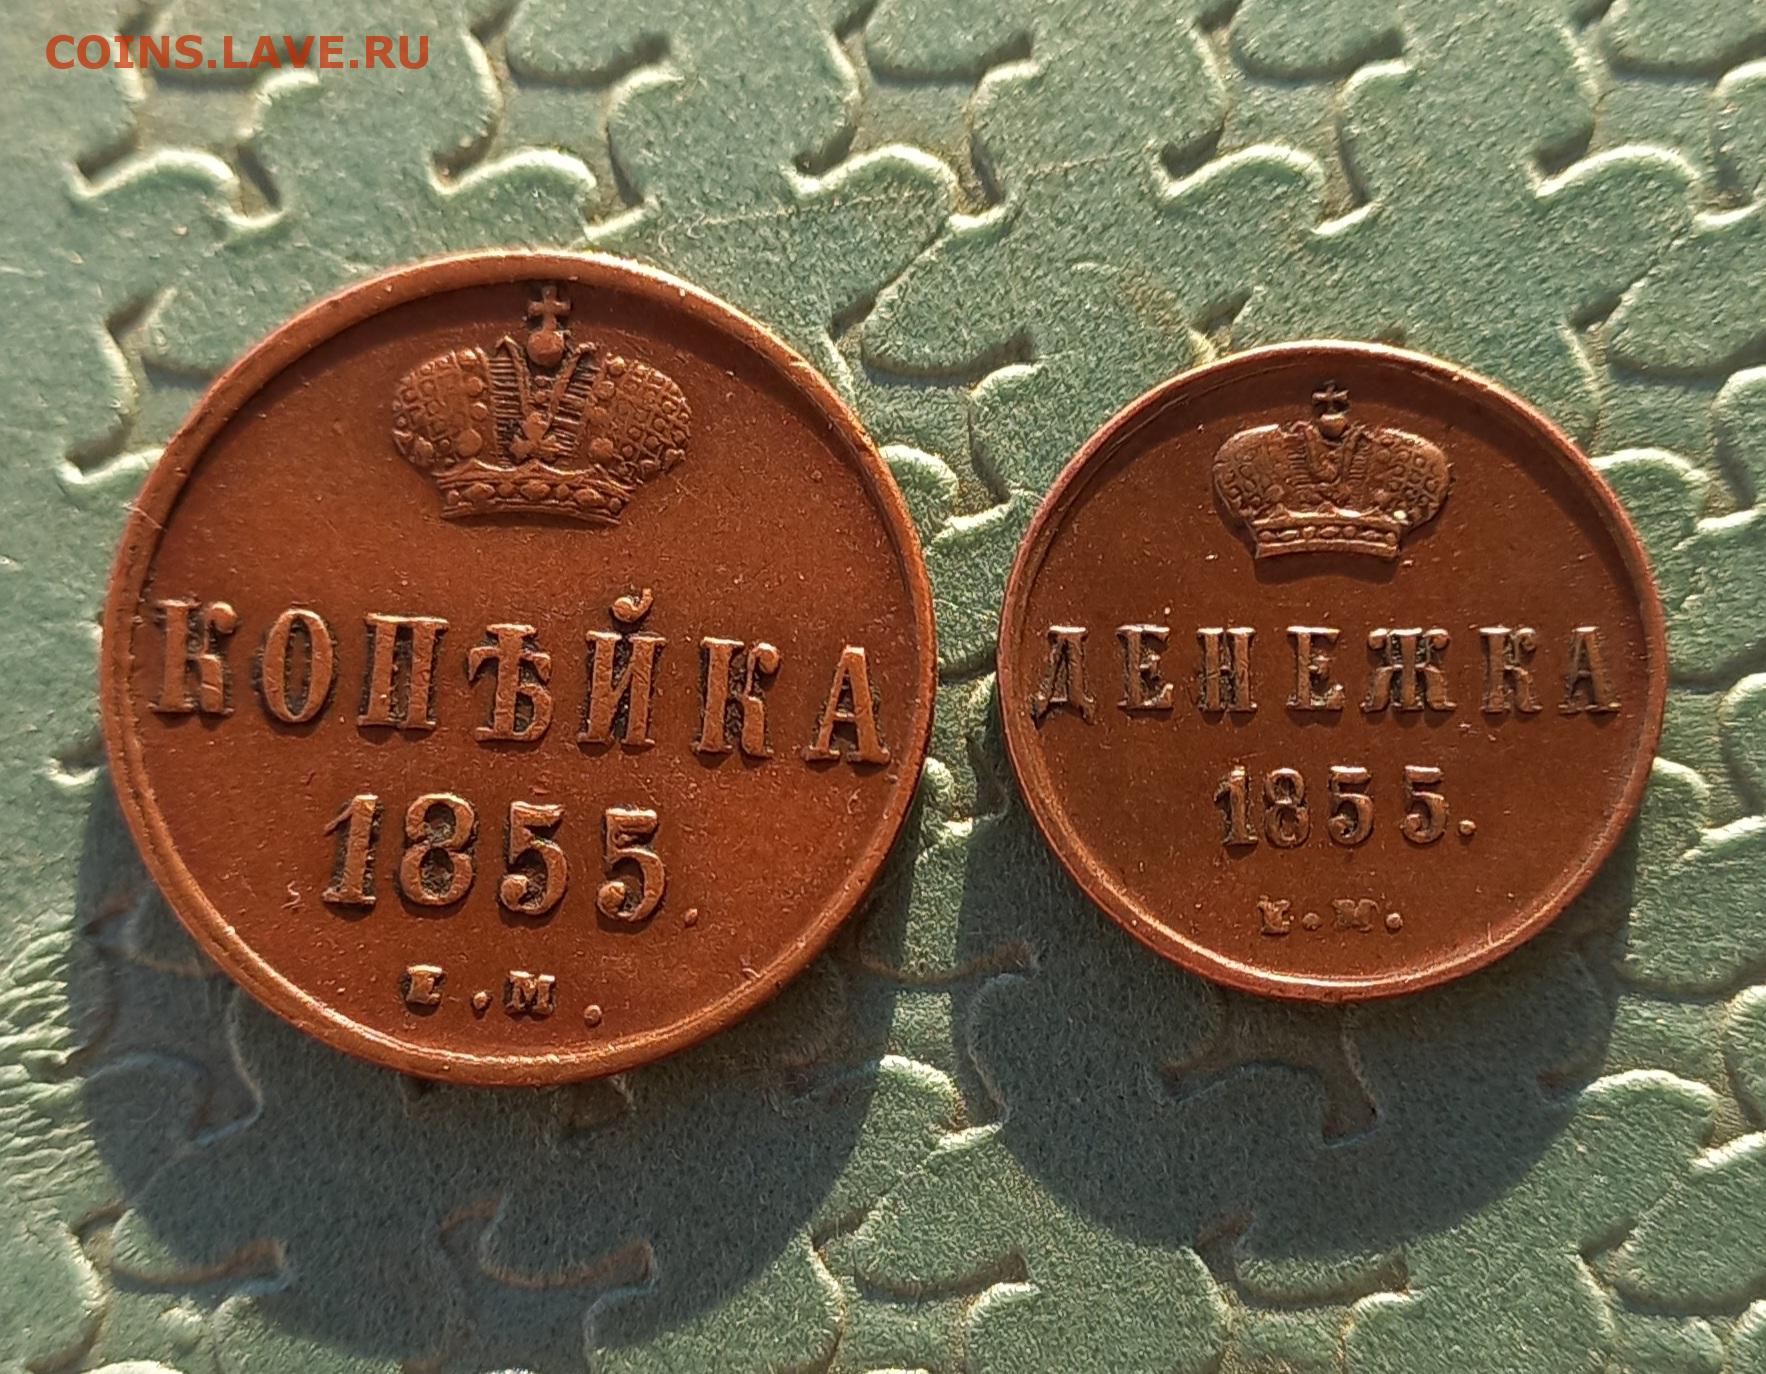 COINS.LAVE.RU
КОПѢЙКА
1855.
Е.М.
ДЕНЕЖКА
1855.
Е.М.